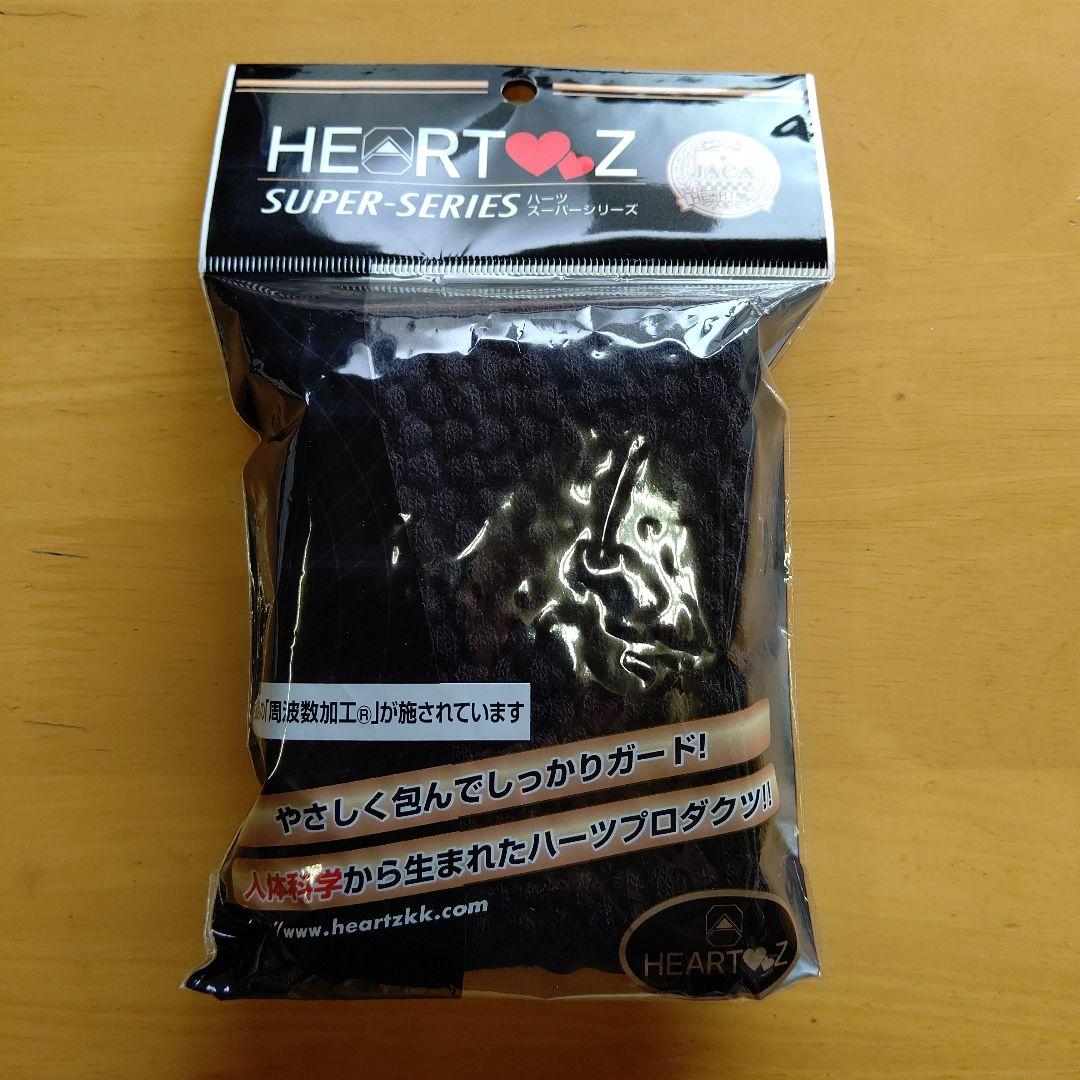 HEARTZ
SUPER-SERIES
ハーツ
スーパーシリーズ
JACA
HEART
「周波数加工®」が施されています
やさしく包んでしっかりガード!
人体科学から生まれたハーツプロダクツ!!
//www.heartzkk.com
HEARTZ